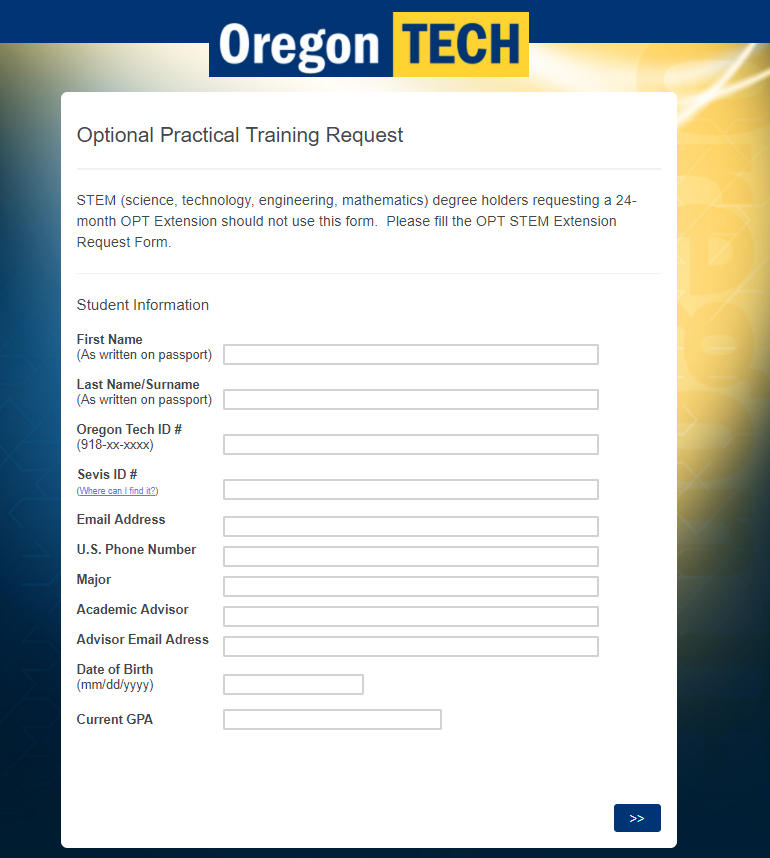 Oregon TECH
Optional Practical Training Request
STEM (science, technology, engineering, mathematics) degree holders requesting a 24-
month OPT Extension should not use this form.  Please fill the OPT STEM Extension
Request Form.
Student Information
First Name
(As written on passport)
Last Name/Surname
(As written on passport)
Oregon Tech ID #
(918-xx-xxxx)
Sevis ID #
(Where can I find it?)
Email Address
U.S. Phone Number
Major
Academic Advisor
Advisor Email Adress
Date of Birth
(mm/dd/yyyy)
Current GPA
>>